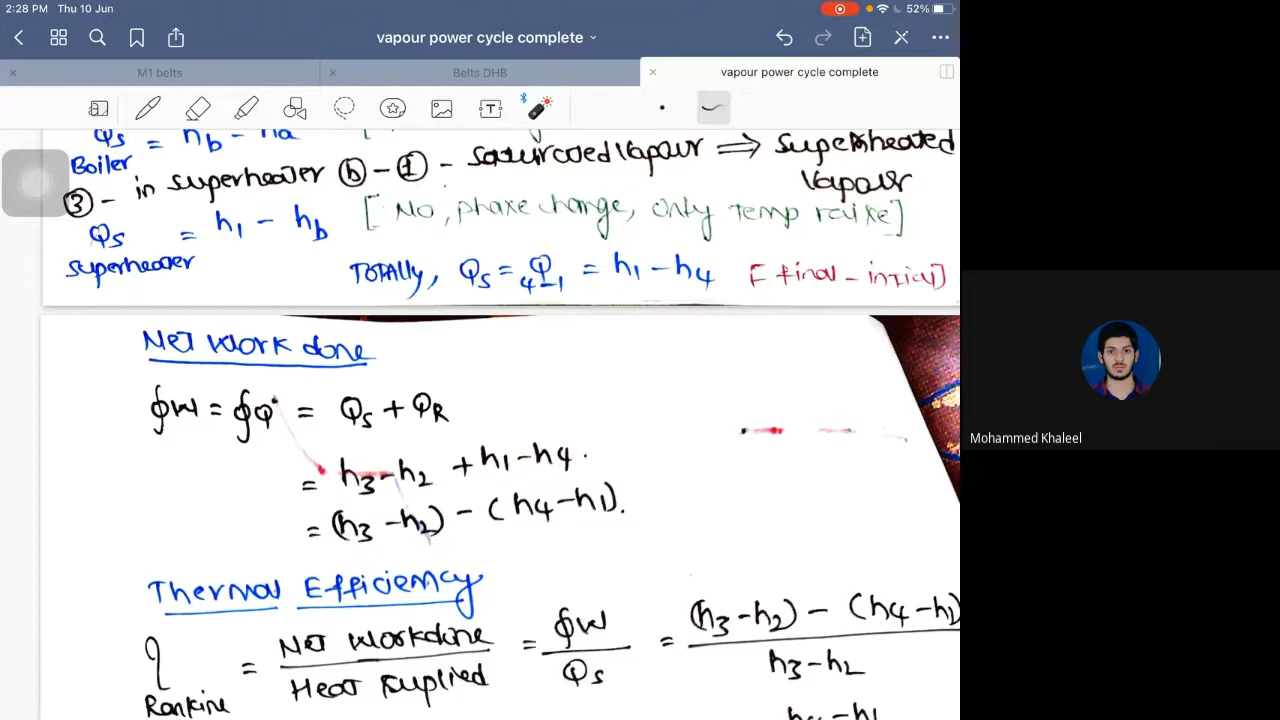 2:28 PM Thu 10 Jun 52%
vapour power cycle complete
M1 belts Belts DHB vapour power cycle complete
Qs = hb - ha
Boiler
③ - in superheater ⓑ - ① - saturated vapour ⟹ superheated vapour
Qs = h1 - hb [No, phase change, only temp raise]
superheater
TOTALLY, Qs = 4Q1 = h1 - h4 [final - initial]
Net work done
∮W = ∮Q = Qs + QR
= h3 - h2 + h1 - h4.
= (h3 - h2) - (h4 - h1).
Mohammed Khaleel
Thermal Efficiency
η Rankine = Net workdone / Heat supplied = ∮W / Qs = (h3 - h2) - (h4 - h1) / h3 - h2
h4 - h1